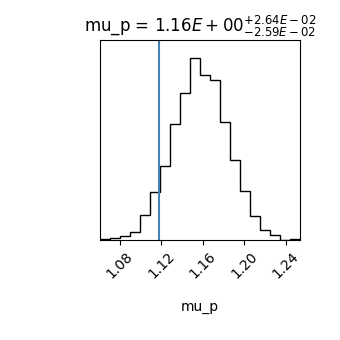 mu_p = 1.16E + 00 +2.64E − 02 −2.59E − 02
1.08 1.12 1.16 1.20 1.24
mu_p